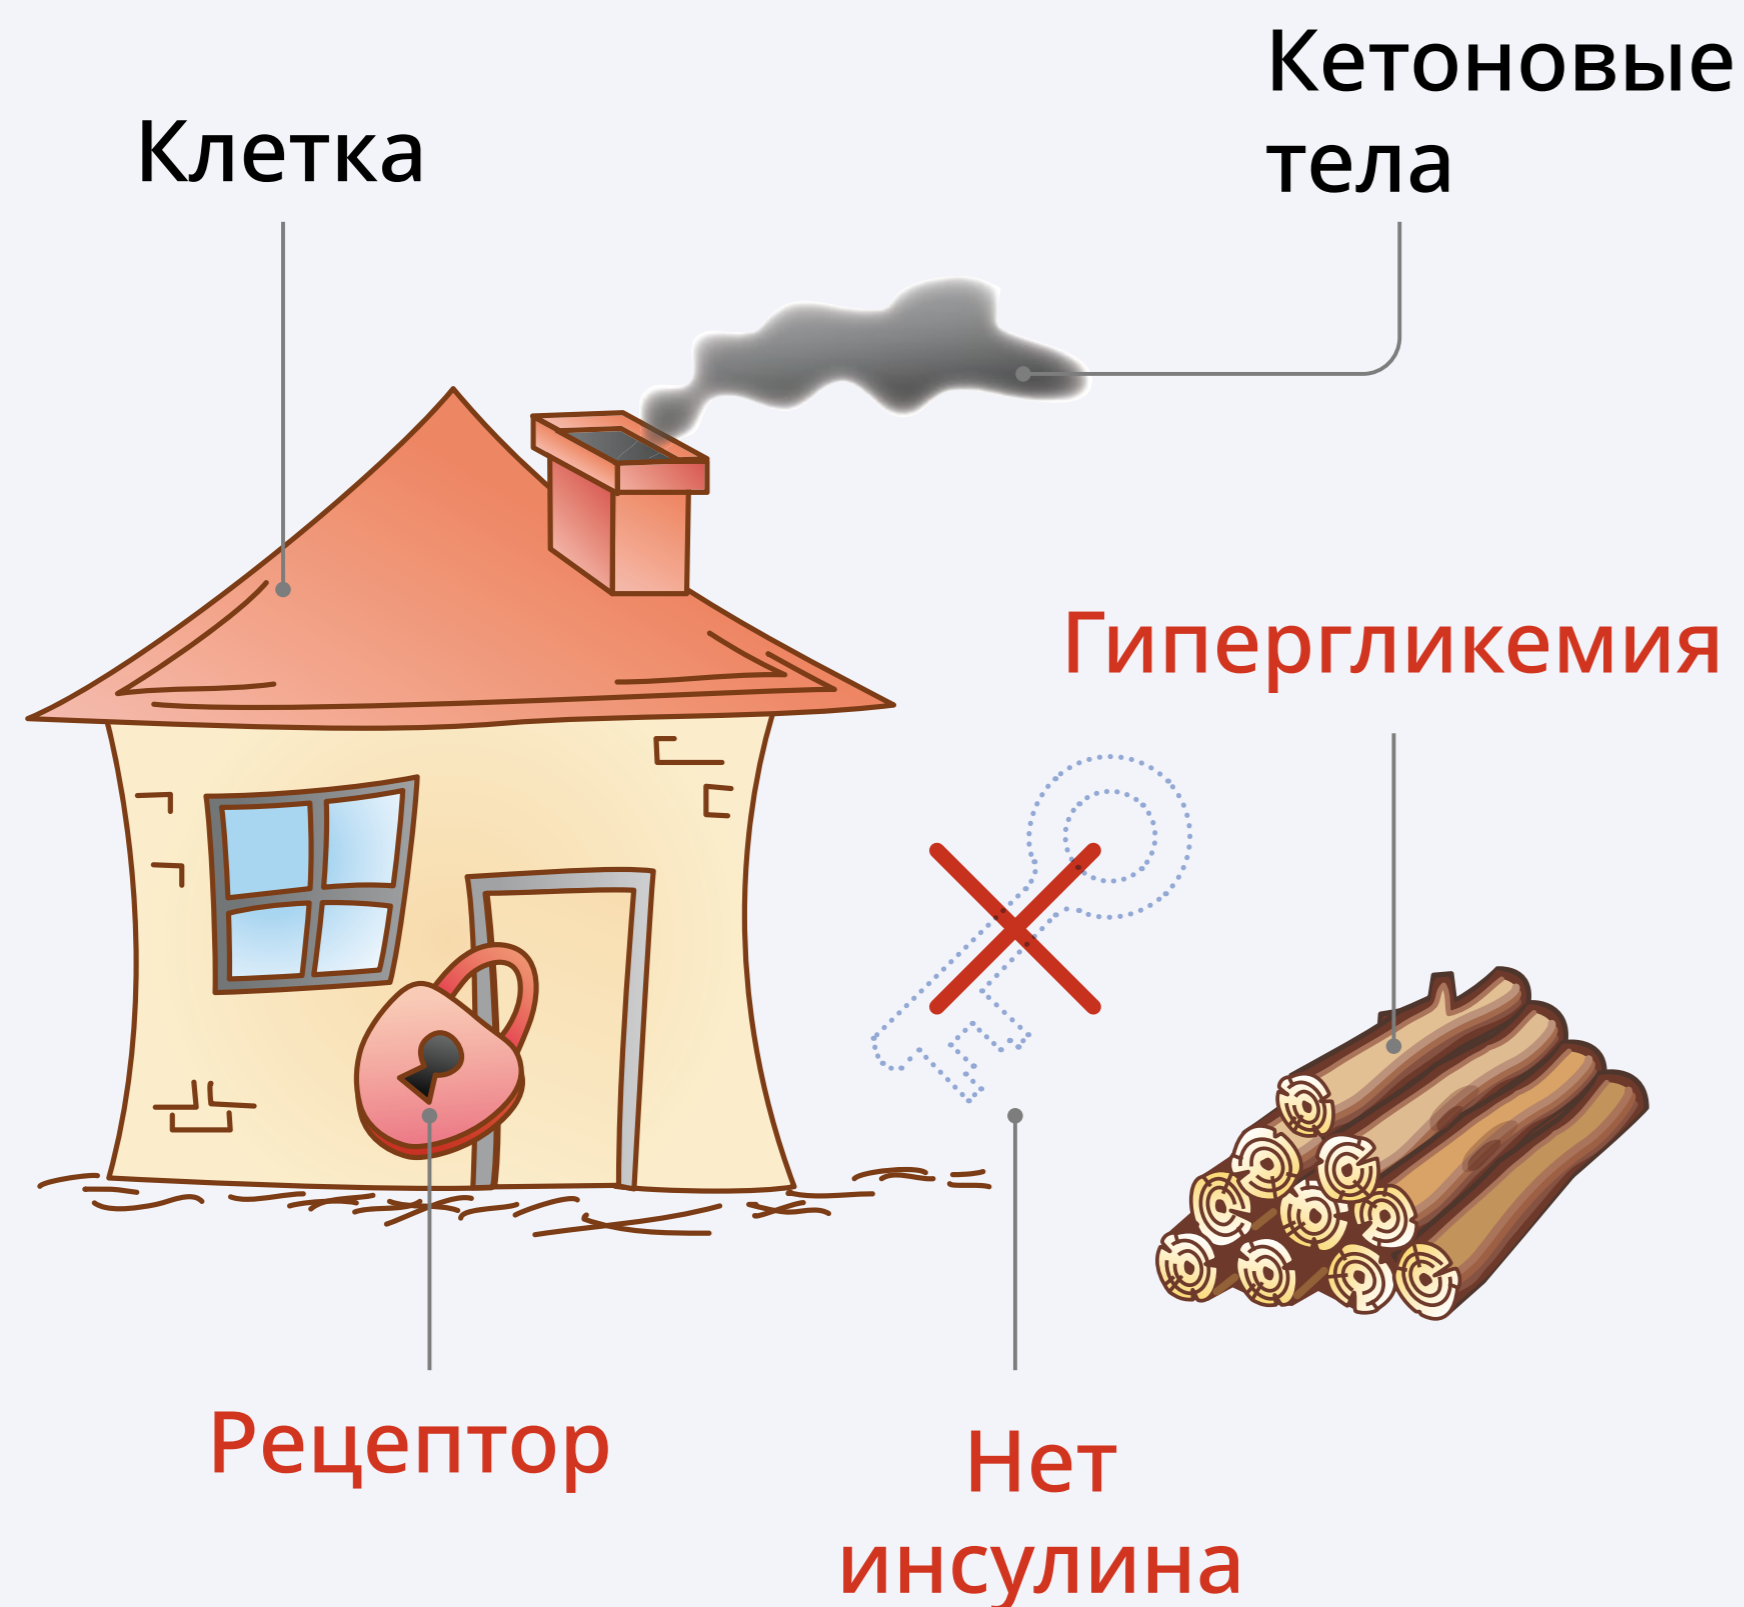 Кетоновые
тела
Клетка
Гипергликемия
Рецептор
Нет
инсулина